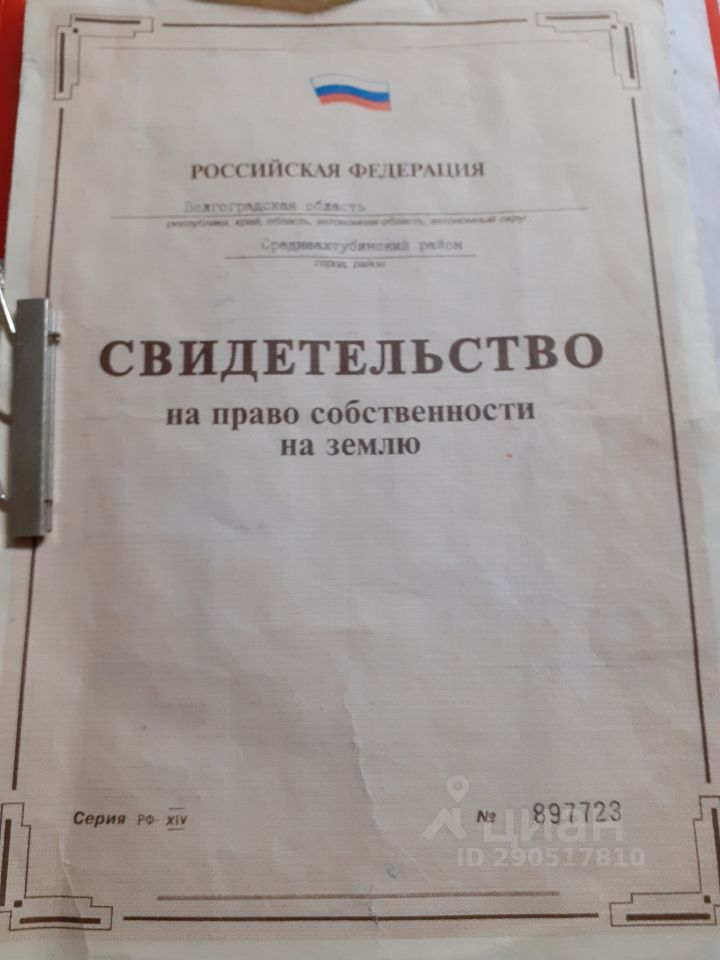 РОССИЙСКАЯ ФЕДЕРАЦИЯ
Волгоградская область
республика, край, область, автономная область, автономный округ
Среднеахтубинский район
город, район
СВИДЕТЕЛЬСТВО
на право собственности
на землю
Серия РФ- XIV № 897723
циан
ID 290517810